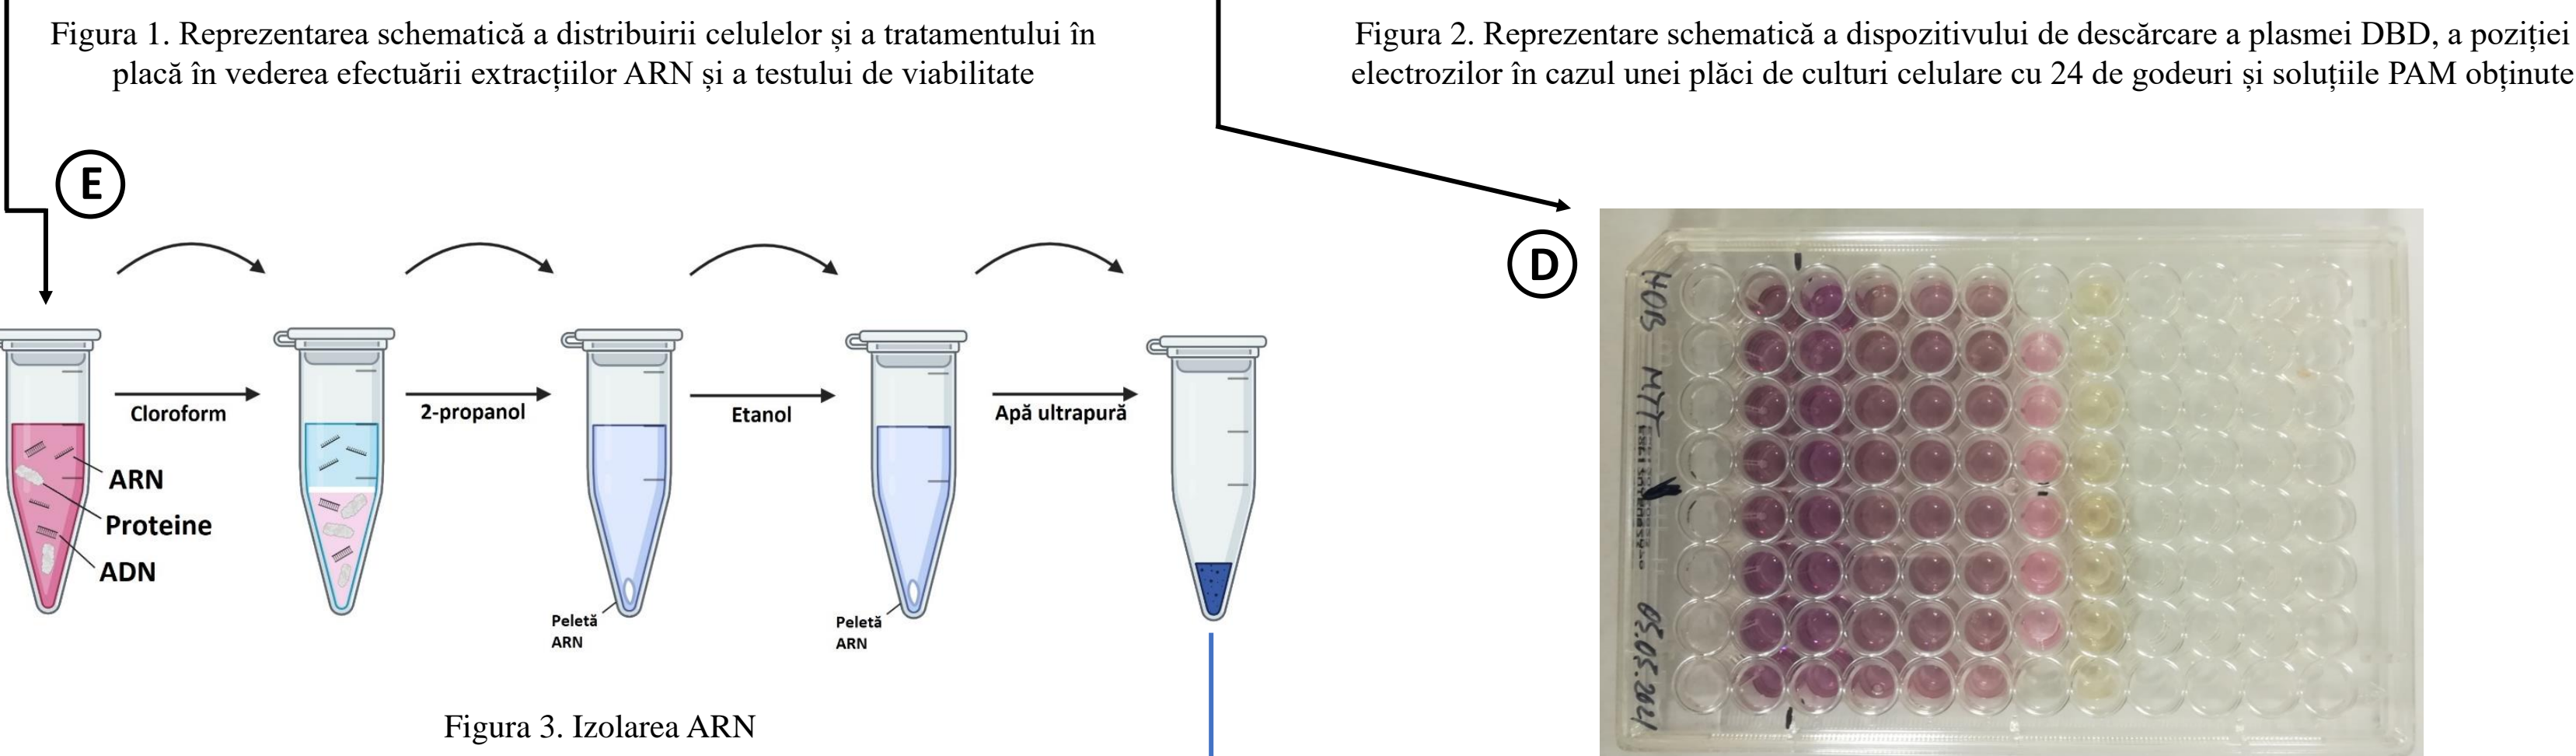 Figura 1. Reprezentarea schematică a distribuirii celulelor și a tratamentului în
placă în vederea efectuării extracțiilor ARN și a testului de viabilitate
Figura 2. Reprezentare schematică a dispozitivului de descărcare a plasmei DBD, a poziției
electrozilor în cazul unei plăci de culturi celulare cu 24 de godeuri și soluțiile PAM obținute
E
Cloroform
2-propanol
Etanol
Apă ultrapură
ARN
Proteine
ADN
Peletă
ARN
Peletă
ARN
Figura 3. Izolarea ARN
D
HOB
MTT